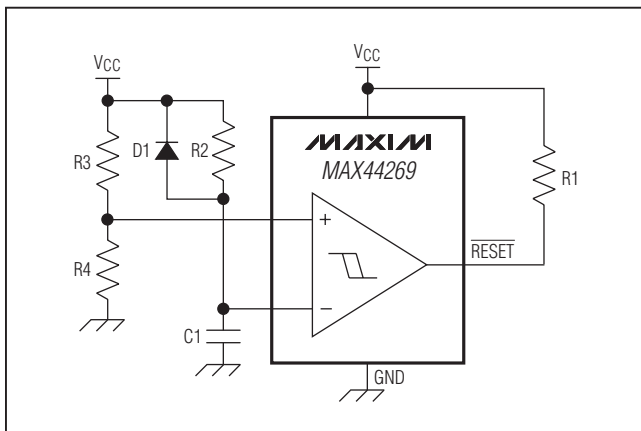 VCC
VCC
R3
D1
R2
MAXIM
MAX44269
R1
+
RESET
R4
−
C1
GND